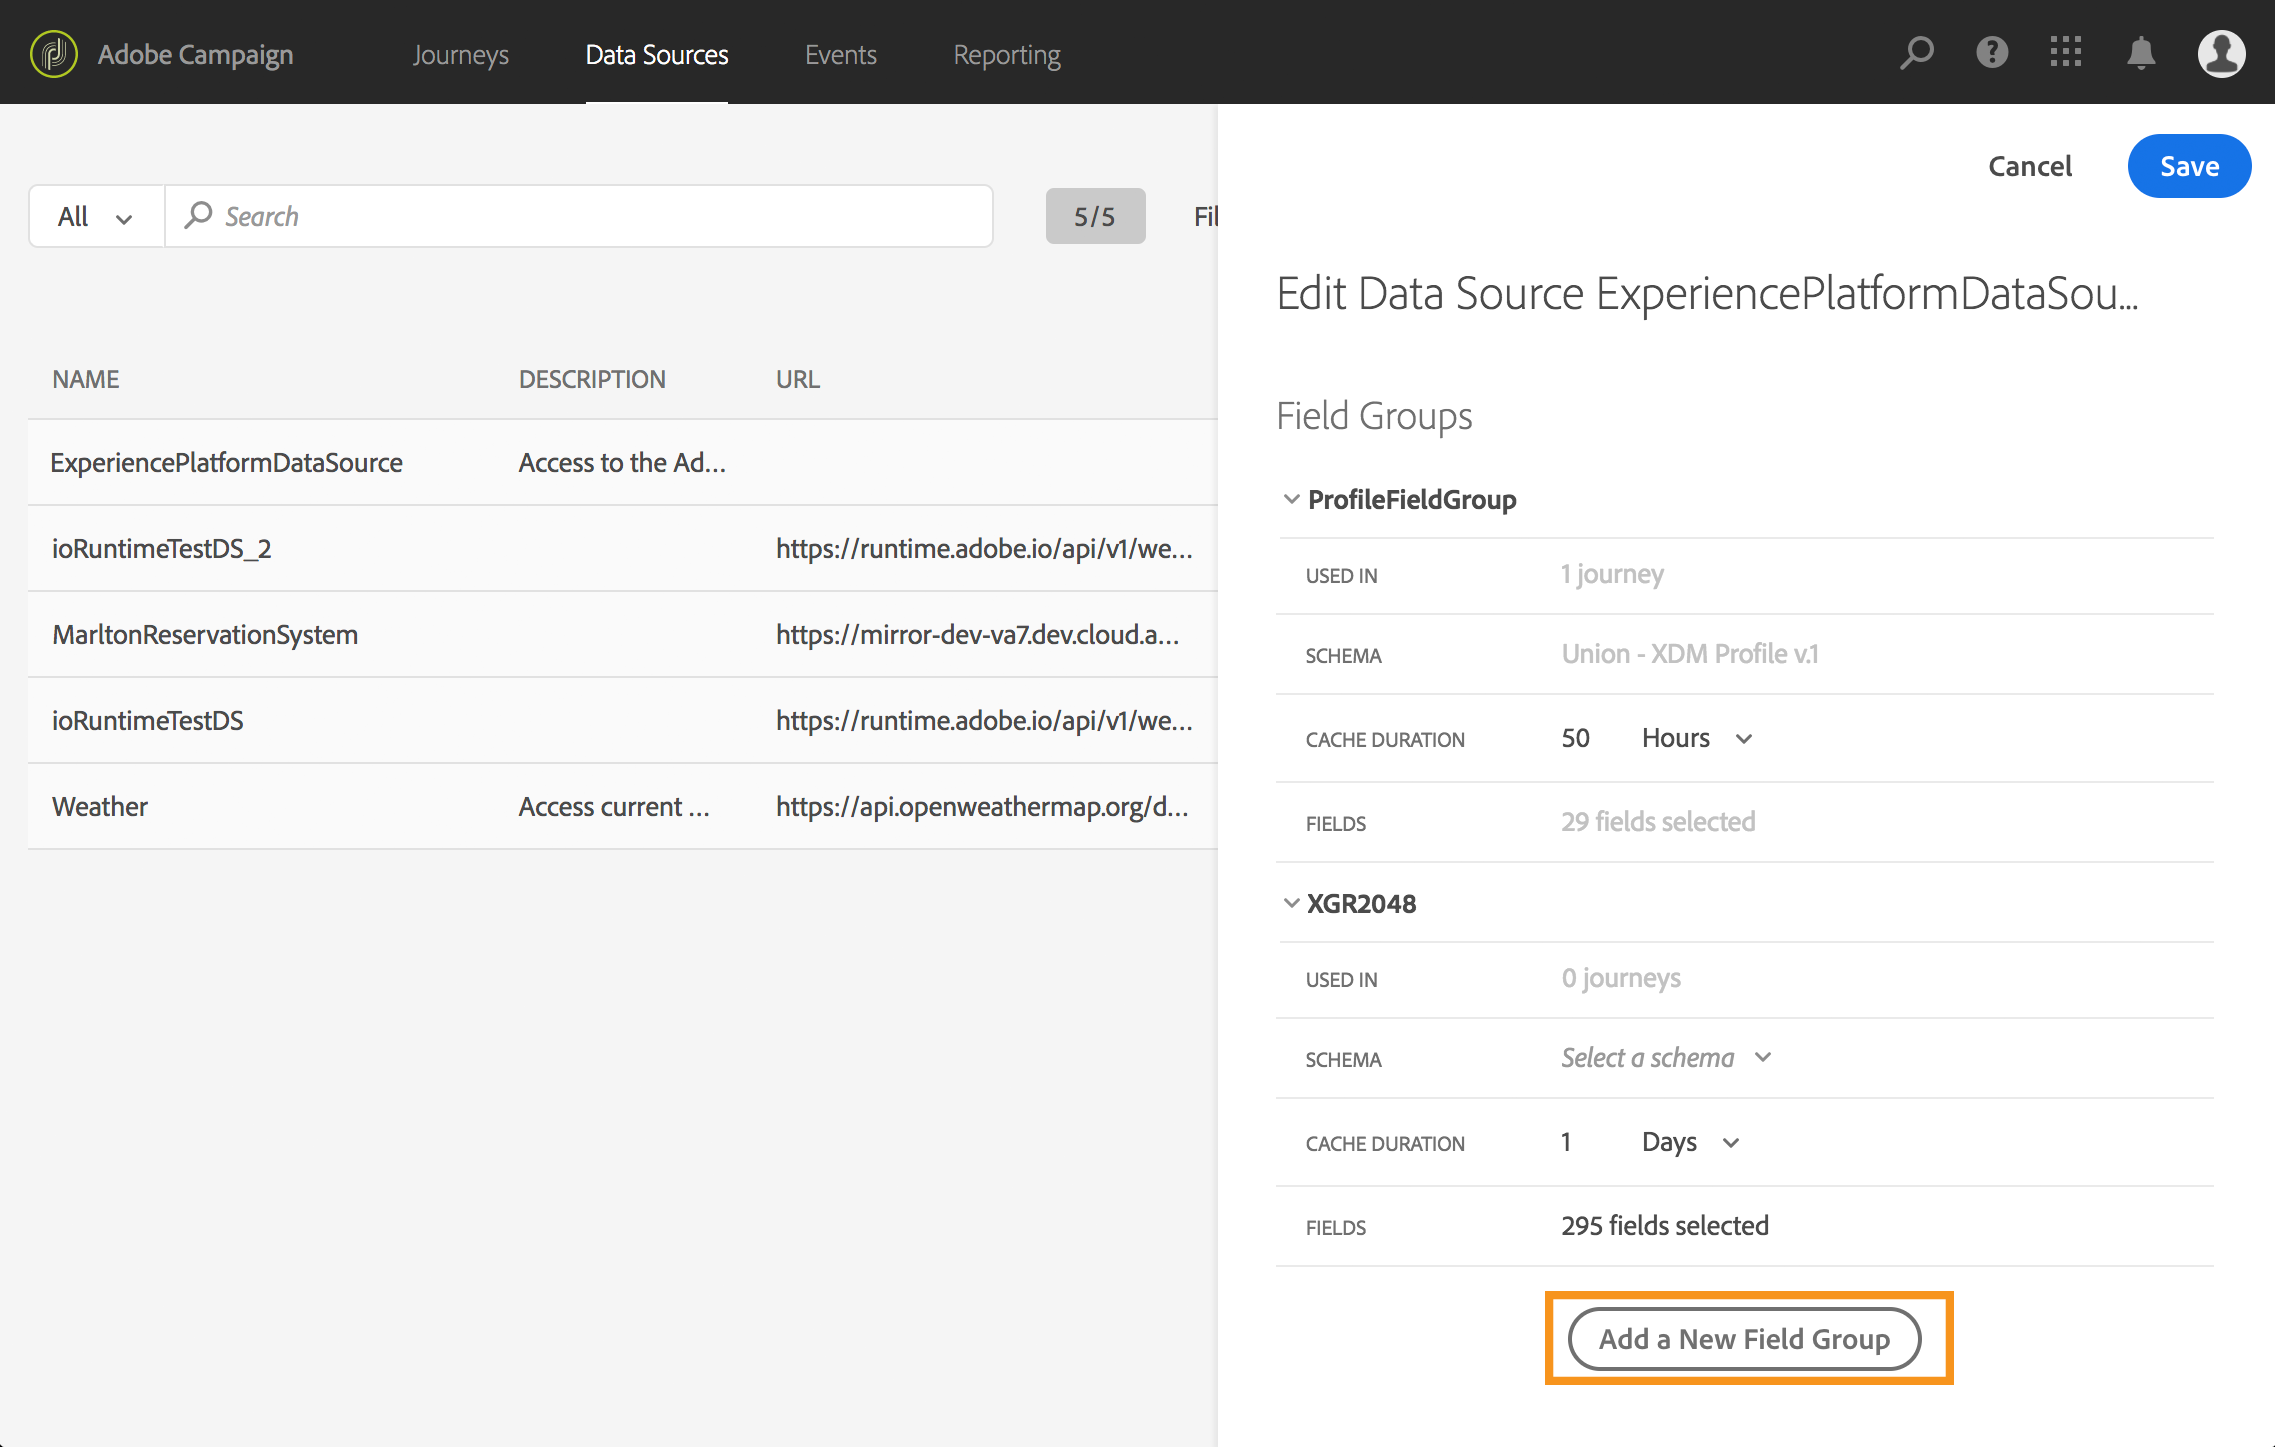 Adobe Campaign Journeys Data Sources Events Reporting
Cancel Save
All Search 5/5 Fil
Edit Data Source ExperiencePlatformDataSou...
NAME DESCRIPTION URL
ExperiencePlatformDataSource Access to the Ad...
ioRuntimeTestDS_2 https://runtime.adobe.io/api/v1/we...
MarltonReservationSystem https://mirror-dev-va7.dev.cloud.a...
ioRuntimeTestDS https://runtime.adobe.io/api/v1/we...
Weather Access current ... https://api.openweathermap.org/d...
Field Groups
ProfileFieldGroup
USED IN 1 journey
SCHEMA Union - XDM Profile v.1
CACHE DURATION 50 Hours
FIELDS 29 fields selected
XGR2048
USED IN 0 journeys
SCHEMA Select a schema
CACHE DURATION 1 Days
FIELDS 295 fields selected
Add a New Field Group